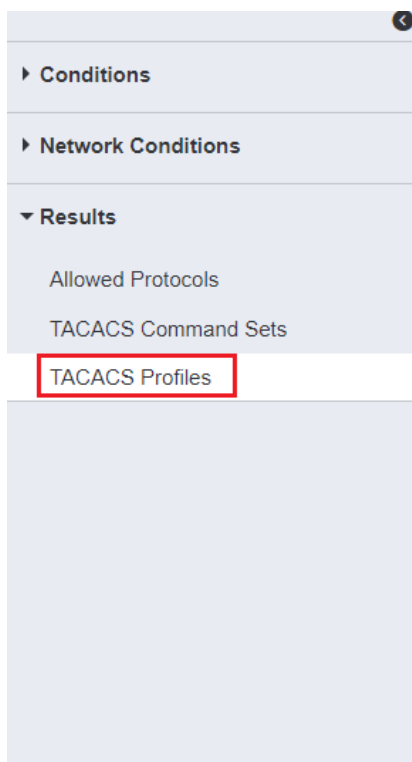 Conditions
Network Conditions
Results
Allowed Protocols
TACACS Command Sets
TACACS Profiles